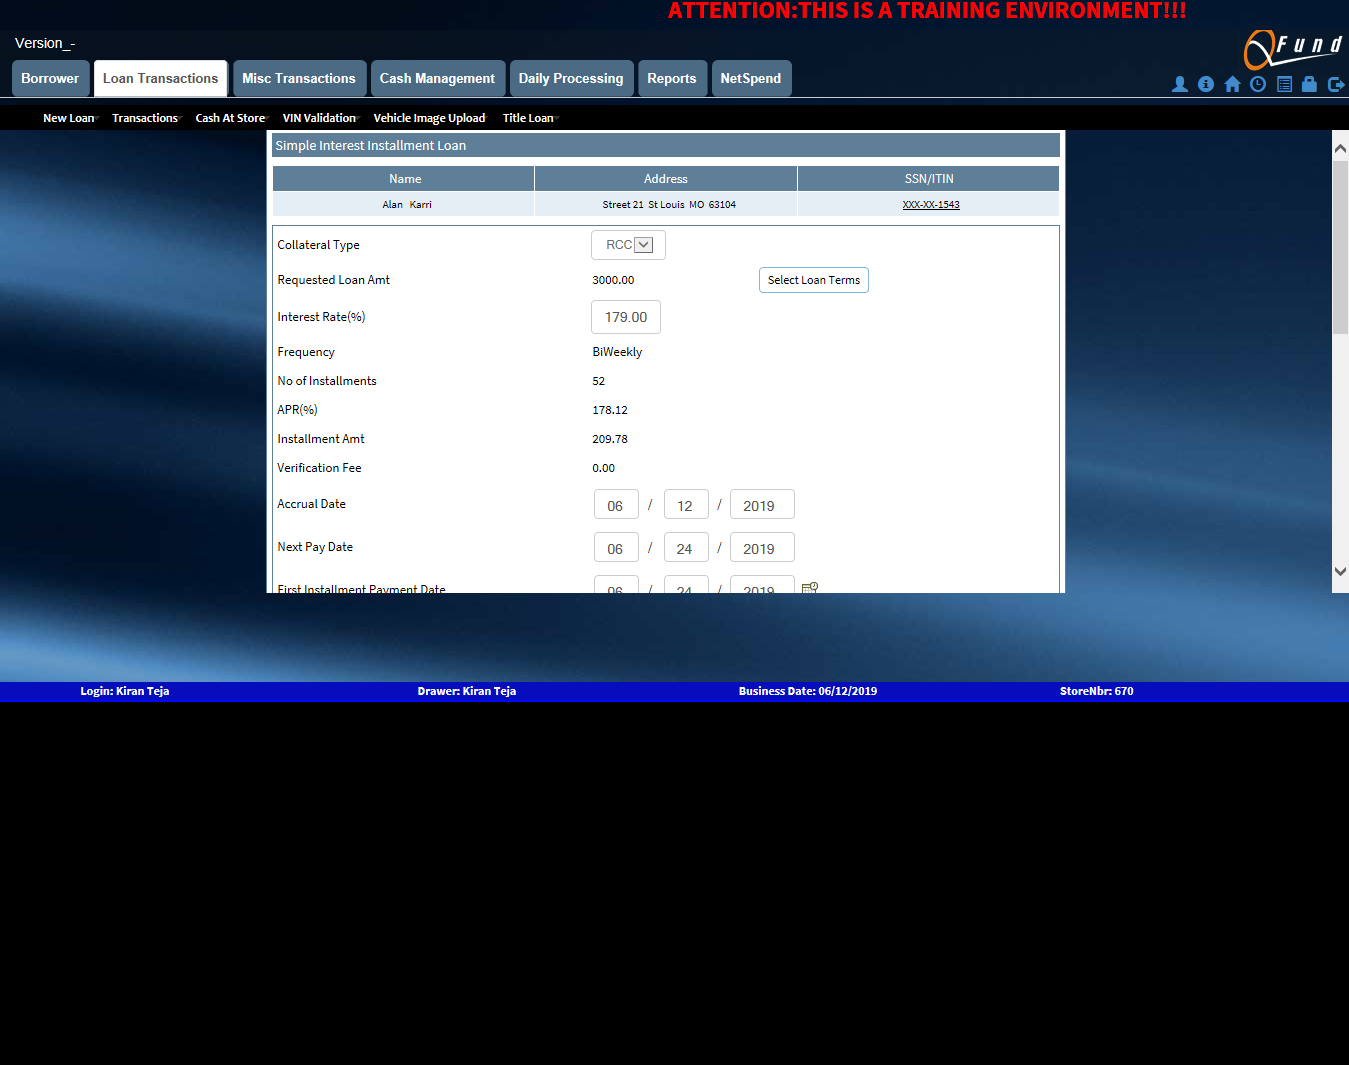 ATTENTION:THIS IS A TRAINING ENVIRONMENT!!!
Version_-
Fund
Borrower Loan Transactions Misc Transactions Cash Management Daily Processing Reports NetSpend
New Loan Transactions Cash At Store VIN Validation Vehicle Image Upload Title Loan
Simple Interest Installment Loan
Name Address SSN/ITIN
Alan Karri Street 21 St Louis MO 63104 XXX-XX-1543
Collateral Type RCC
Requested Loan Amt 3000.00 Select Loan Terms
Interest Rate(%) 179.00
Frequency BiWeekly
No of Installments 52
APR(%) 178.12
Installment Amt 209.78
Verification Fee 0.00
Accrual Date 06 / 12 / 2019
Next Pay Date 06 / 24 / 2019
First Installment Payment Date 06 / 24 / 2019
Login: Kiran Teja Drawer: Kiran Teja Business Date: 06/12/2019 StoreNbr: 670